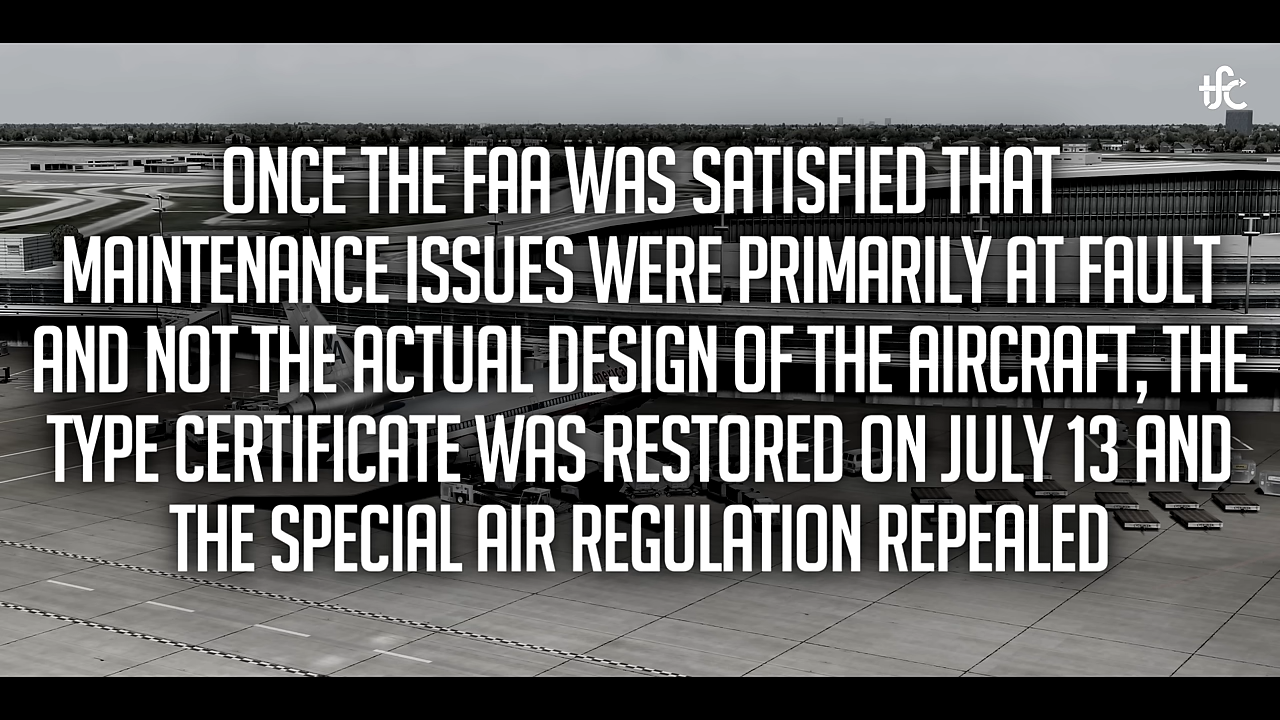 tfc
ONCE THE FAA WAS SATISFIED THAT
MAINTENANCE ISSUES WERE PRIMARILY AT FAULT
AND NOT THE ACTUAL DESIGN OF THE AIRCRAFT, THE
TYPE CERTIFICATE WAS RESTORED ON JULY 13 AND
THE SPECIAL AIR REGULATION REPEALED